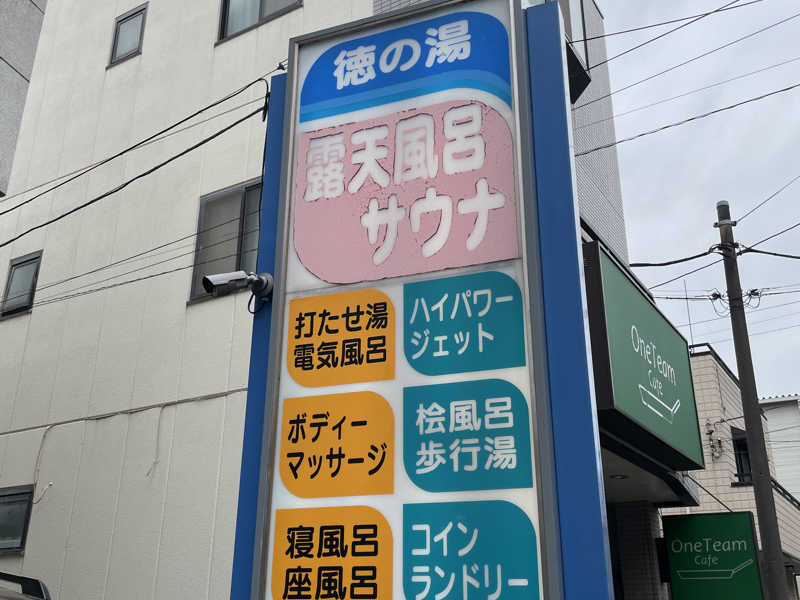 徳の湯
露天風呂
サウナ
打たせ湯
電気風呂
ハイパワー
ジェット
ボディー
マッサージ
桧風呂
歩行湯
寝風呂
座風呂
コイン
ランドリー
OneTeam
Cafe
OneTeam
Cafe